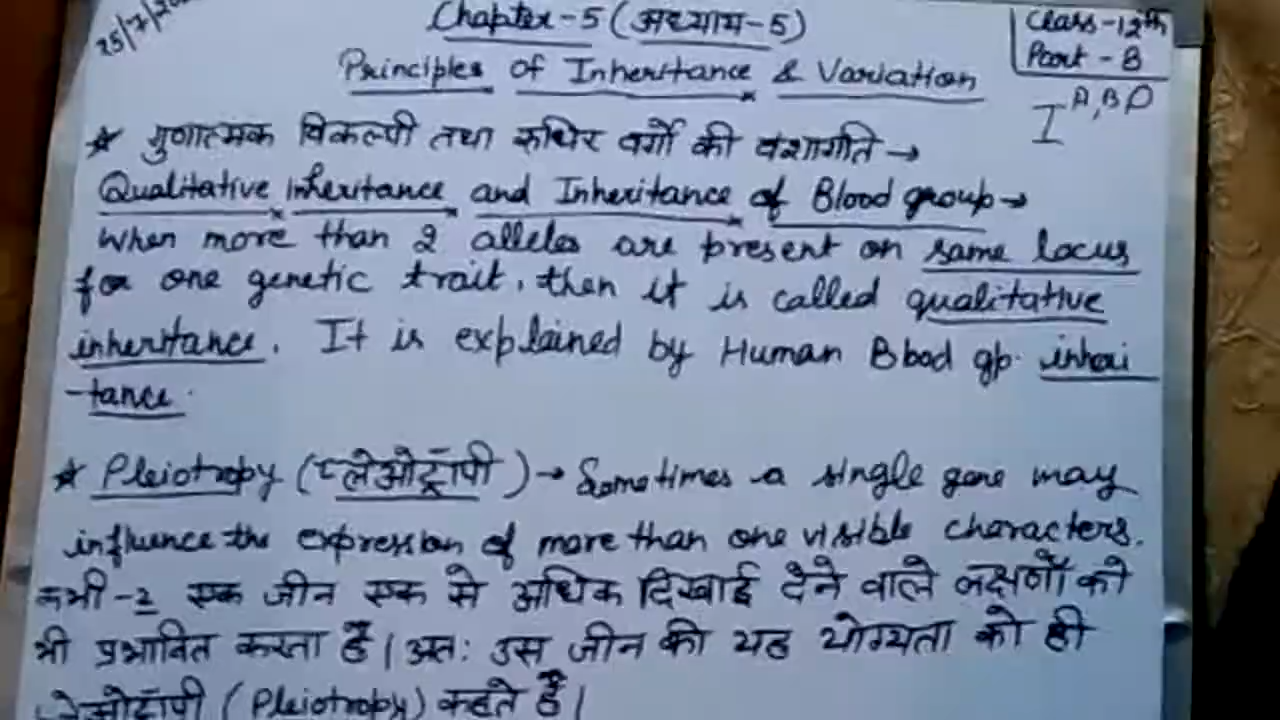 25/7/20
Chapter-5 (अध्याय-5)
Class-12th
Part - 8
Principles of Inheritance & Variation
I^A,B,O
★ गुणात्मक विकल्पी तथा रुधिर वर्गों की वंशागति →
Qualitative inheritance and Inheritance of Blood group→
When more than 2 alleles are present on same locus
for one genetic trait, then it is called qualitative
inheritance. It is explained by Human Blood gp. inheri
-tance.
★ Pleiotropy (प्लेओट्रॉपी) → Sometimes a single gene may
influence the expression of more than one visible characters.
कभी-2 एक जीन एक से अधिक दिखाई देने वाले लक्षणों को
भी प्रभावित करता है। अतः उस जीन की यह योग्यता को ही
प्लेओट्रॉपी (Pleiotropy) कहते हैं।